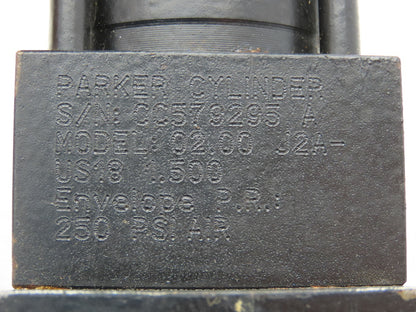 PARKER CYLINDER
S/N: CC579295 A
MODEL: 02.00 J2A-
US18 1.500
Envelope P.R.:
250 PSI AIR